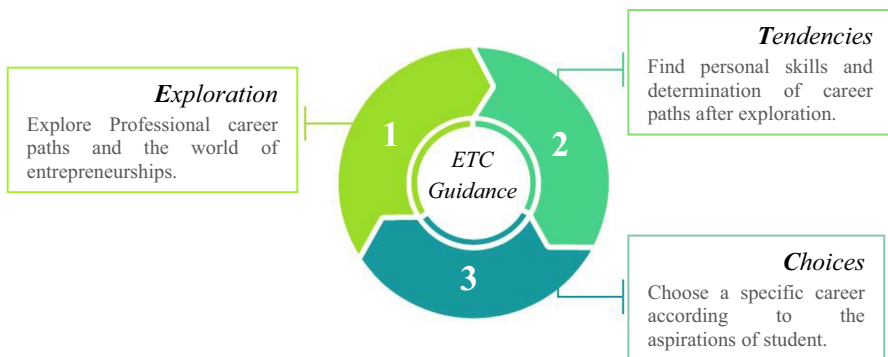 Exploration
Explore Professional career
paths and the world of
entrepreneurships.
1
ETC
Guidance
2
3
Tendencies
Find personal skills and
determination of career
paths after exploration.
Choices
Choose a specific career
according to the
aspirations of student.